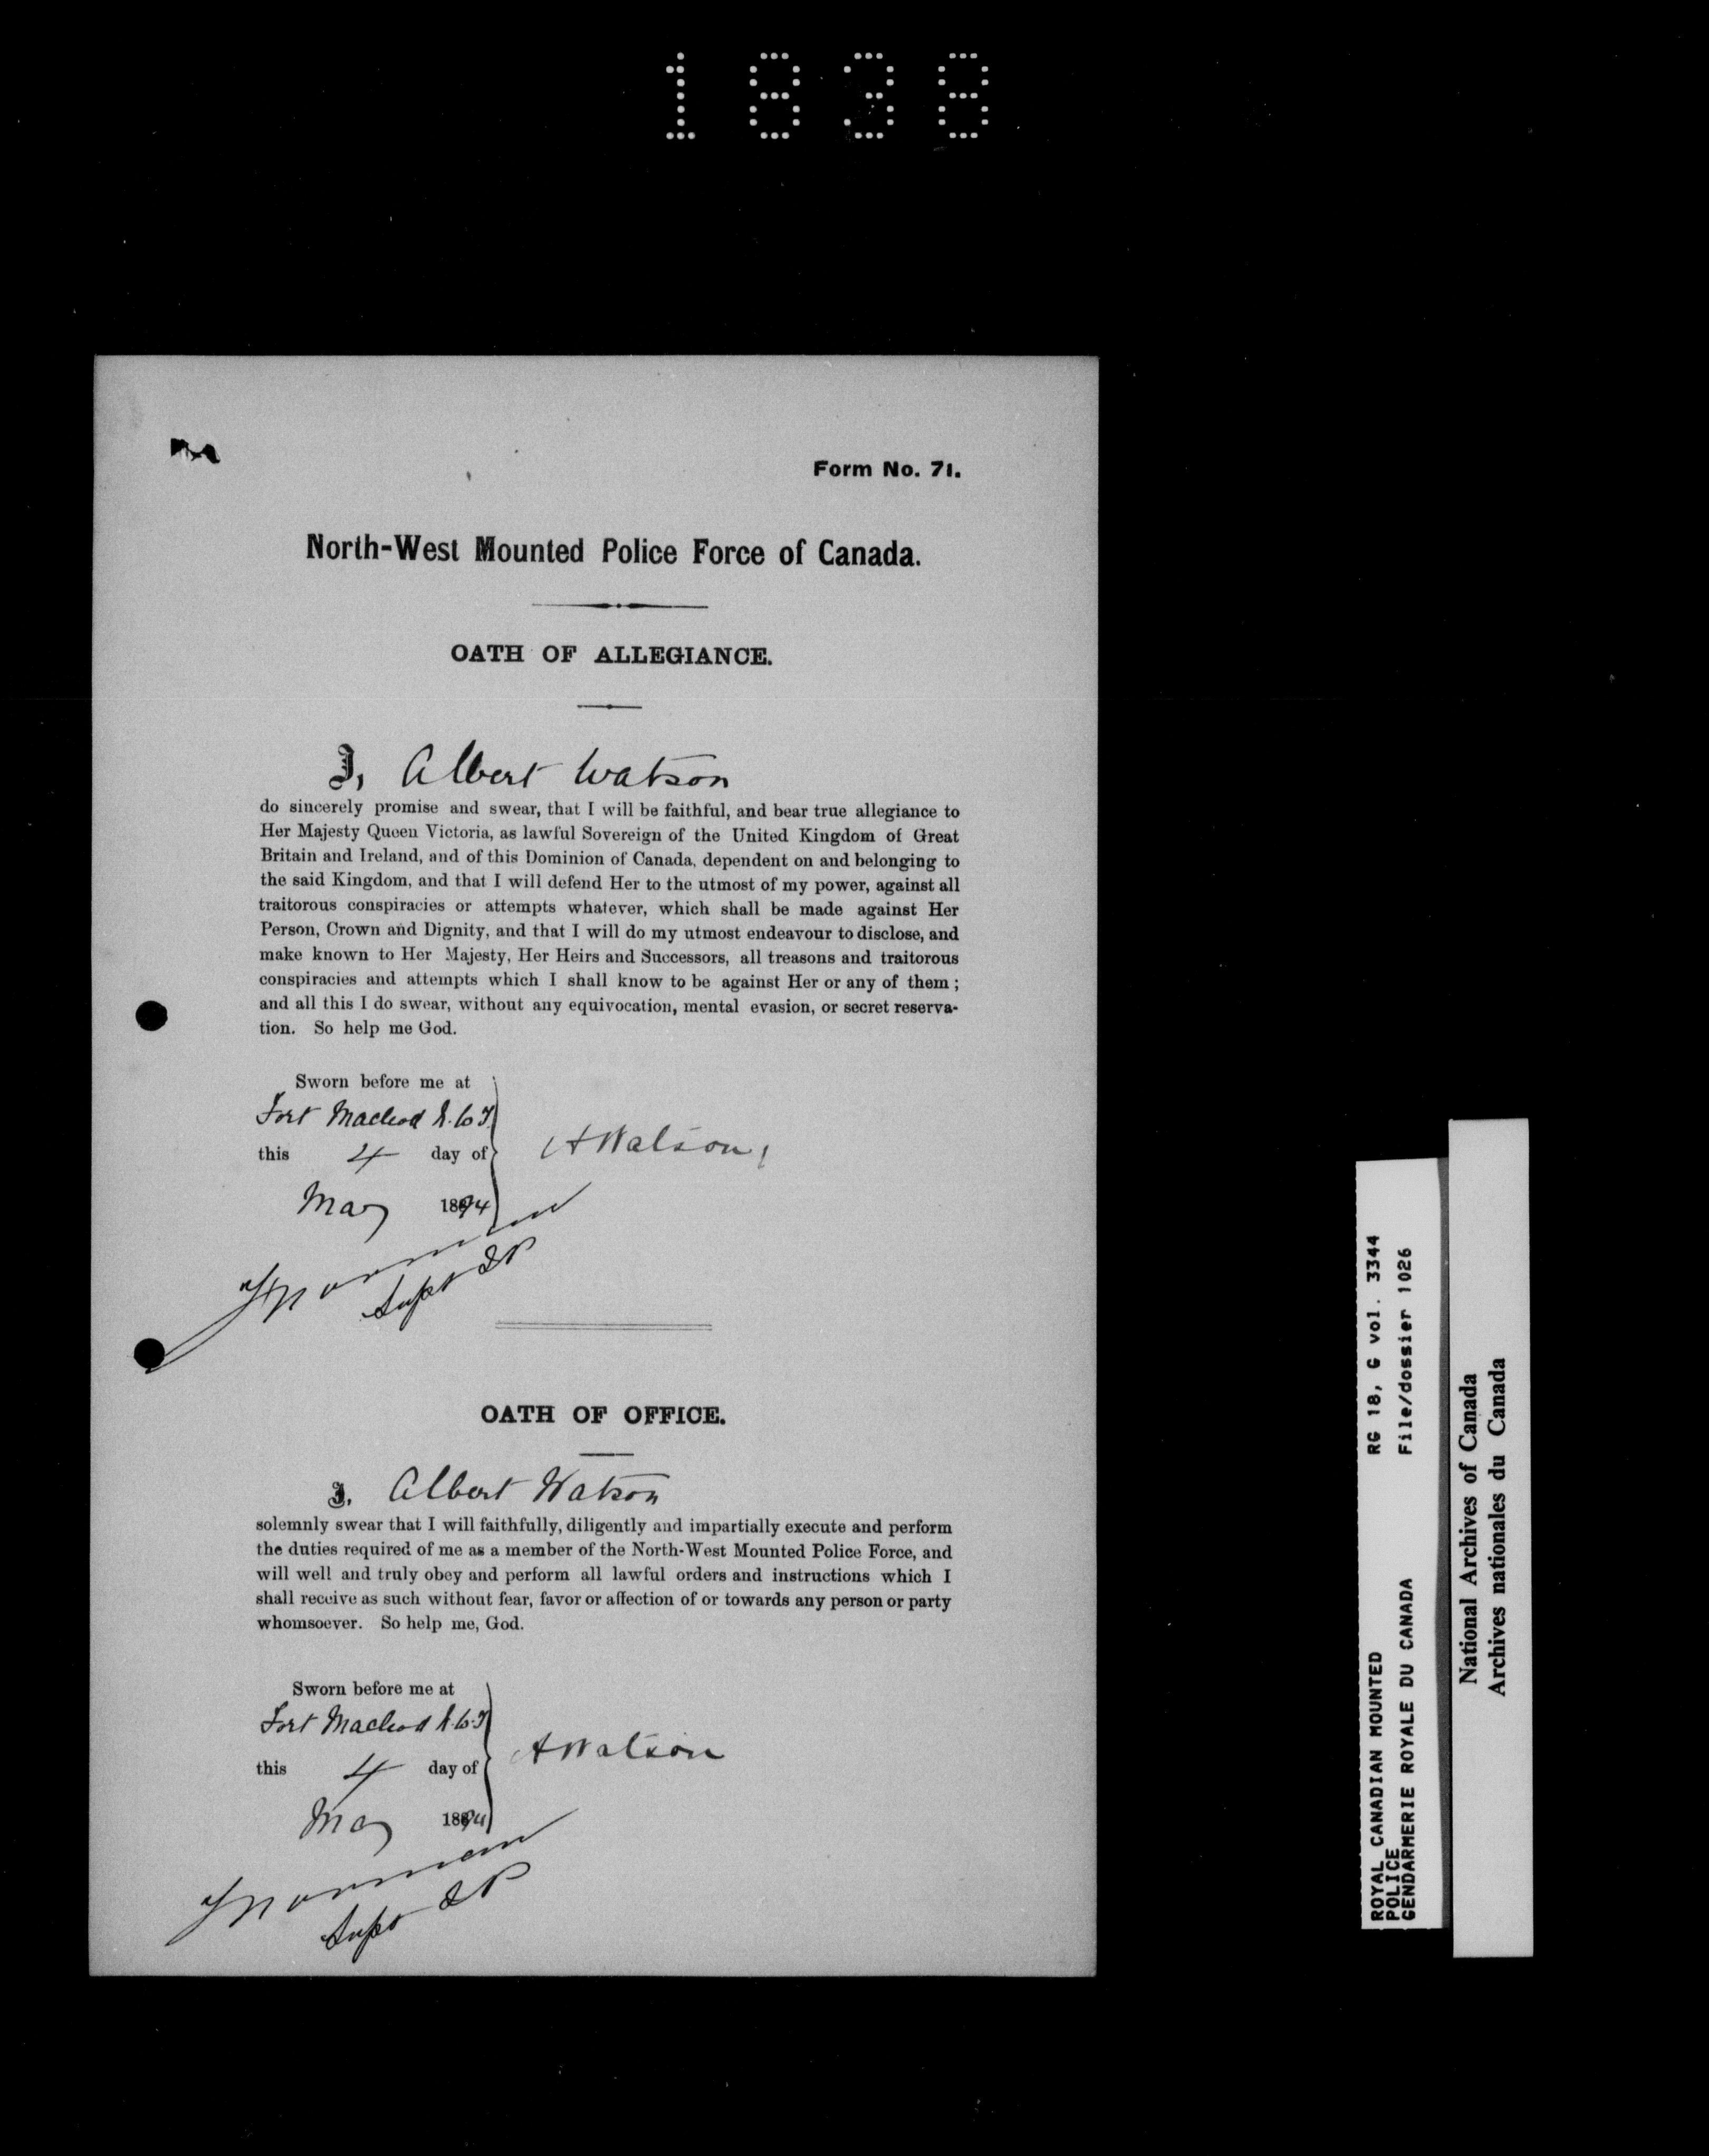 1838
Form No. 71.
North-West Mounted Police Force of Canada.
OATH OF ALLEGIANCE.
I, Albert Watson
do sincerely promise and swear, that I will be faithful, and bear true allegiance to
Her Majesty Queen Victoria, as lawful Sovereign of the United Kingdom of Great
Britain and Ireland, and of this Dominion of Canada, dependent on and belonging to
the said Kingdom, and that I will defend Her to the utmost of my power, against all
traitorous conspiracies or attempts whatever, which shall be made against Her
Person, Crown and Dignity, and that I will do my utmost endeavour to disclose, and
make known to Her Majesty, Her Heirs and Successors, all treasons and traitorous
conspiracies and attempts which I shall know to be against Her or any of them ;
and all this I do swear, without any equivocation, mental evasion, or secret reserva-
tion. So help me God.
Sworn before me at
Fort Macleod
this 4 day of
A Watson
May 1894
Supt
OATH OF OFFICE.
I, Albert Watson
solemnly swear that I will faithfully, diligently and impartially execute and perform
the duties required of me as a member of the North-West Mounted Police Force, and
will well and truly obey and perform all lawful orders and instructions which I
shall receive as such without fear, favor or affection of or towards any person or party
whomsoever. So help me, God.
Sworn before me at
Fort Macleod
this 4 day of
A Watson
May 1894
Supt
ROYAL CANADIAN MOUNTED RG 18, G vol. 3344
POLICE
GENDARMERIE ROYALE DU CANADA File/dossier 1026
National Archives of Canada
Archives nationales du Canada